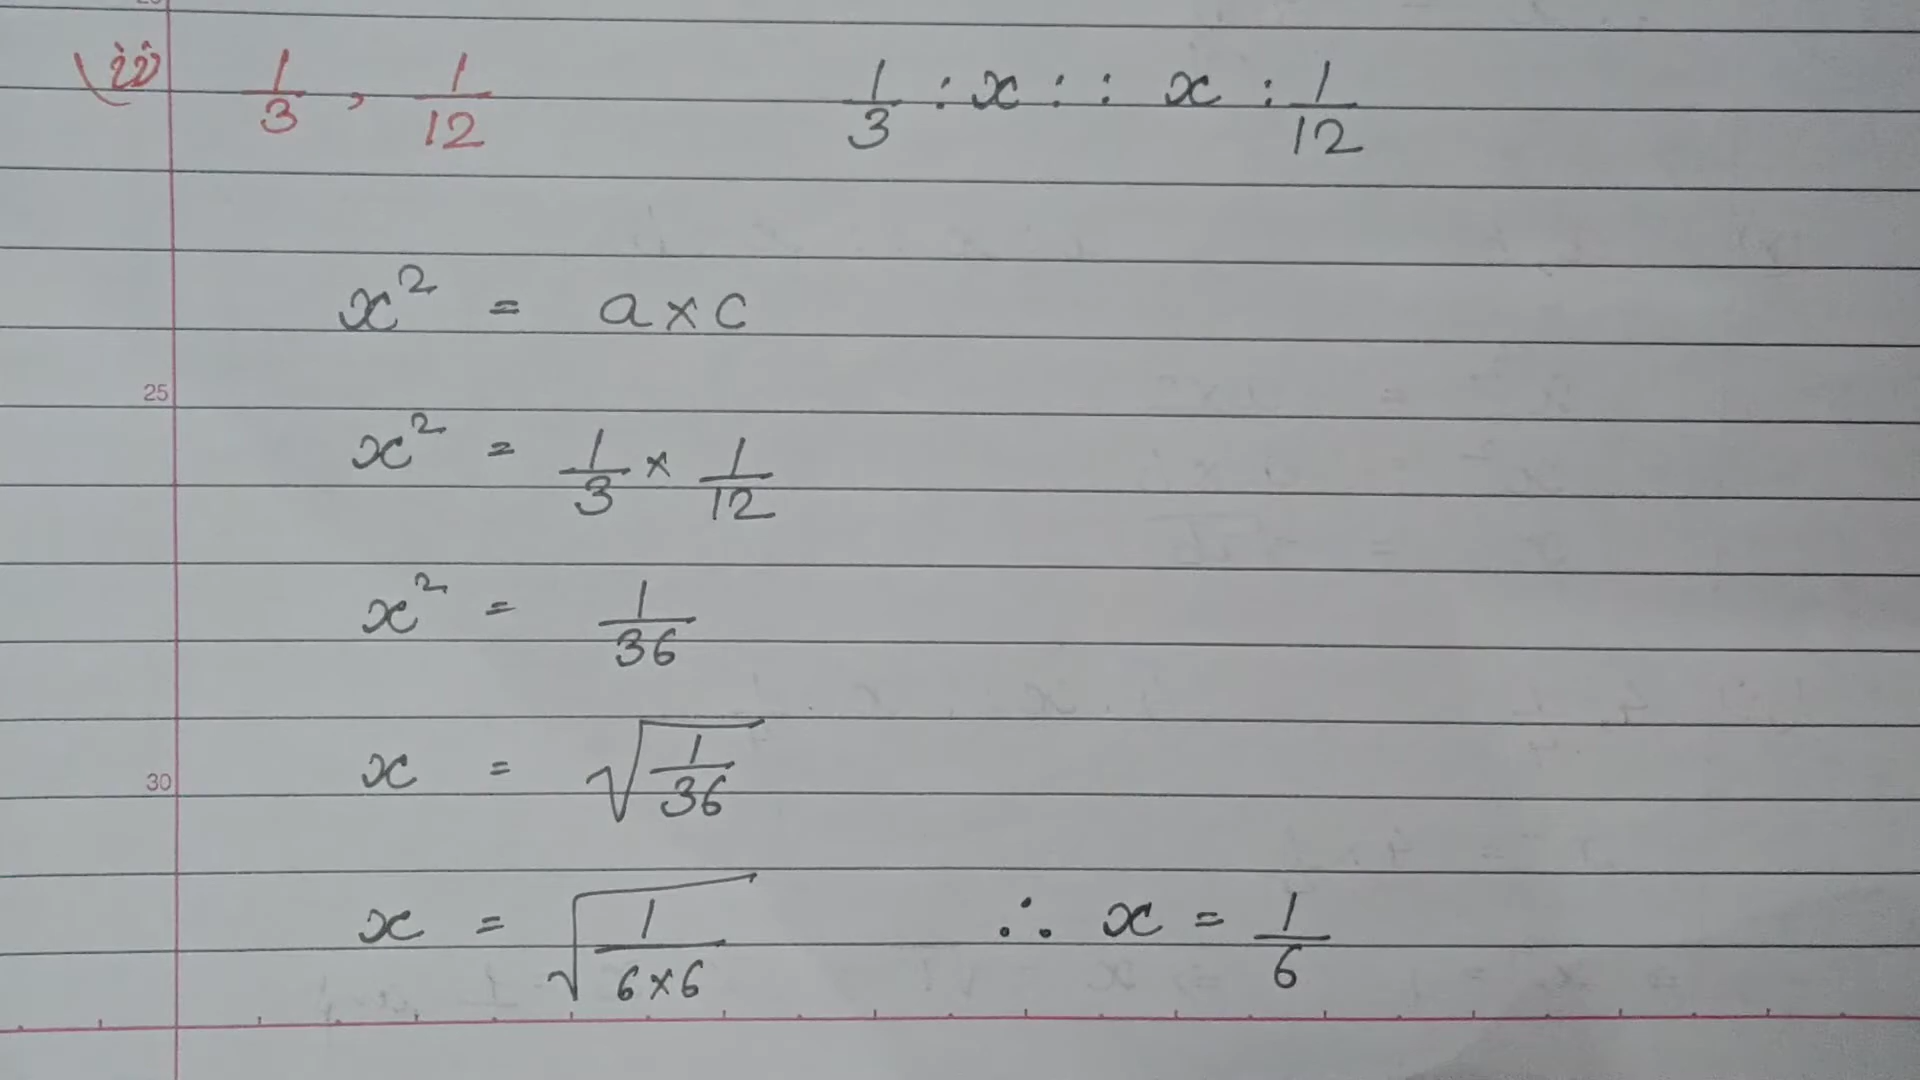 (iv) 1/3 , 1/12 1/3 : x : : x : 1/12
x² = a × c
25
x² = 1/3 × 1/12
x² = 1/36
x = √(1/36)
30
x = √(1/(6×6)) ∴ x = 1/6